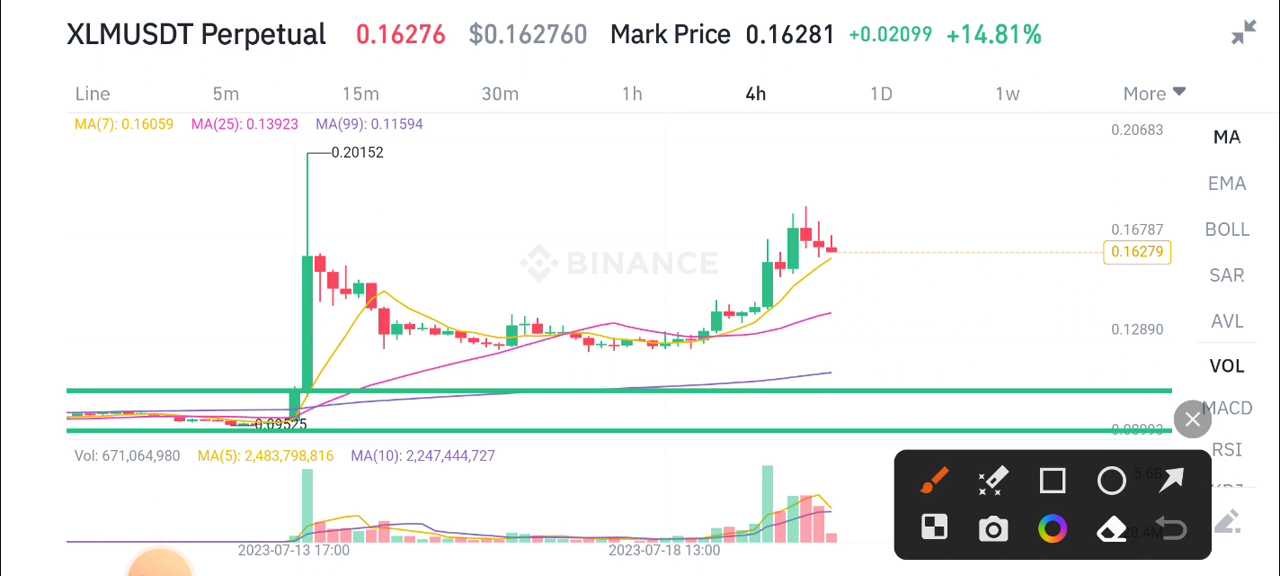 XLMUSDT Perpetual 0.16276 $0.162760 Mark Price 0.16281 +0.02099 +14.81%
Line 5m 15m 30m 1h 4h 1D 1w More
MA(7): 0.16059 MA(25): 0.13923 MA(99): 0.11594
0.20683
MA
0.20152
EMA
0.16787
BOLL
0.16279
BINANCE
SAR
AVL
0.12890
VOL
MACD
0.09525
0.08993
RSI
Vol: 671,064,980 MA(5): 2,483,798,816 MA(10): 2,247,444,727
2023-07-13 17:00 2023-07-18 13:00